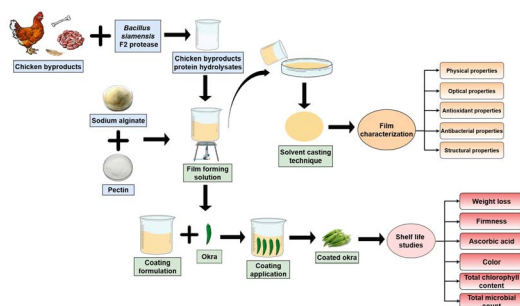 Bacillus
siamensis
F2 protease
Chicken byproducts
Chicken byproducts
protein hydrolysates
Sodium alginate
Pectin
Film forming
solution
Solvent casting
technique
Film
characterization
Physical properties
Optical properties
Antioxidant properties
Antibacterial properties
Structural properties
Coating
formulation
Okra
Coating
application
Coated okra
Shelf life
studies
Weight loss
Firmness
Ascorbic acid
Color
Total chlorophyll
content
Total microbial
count